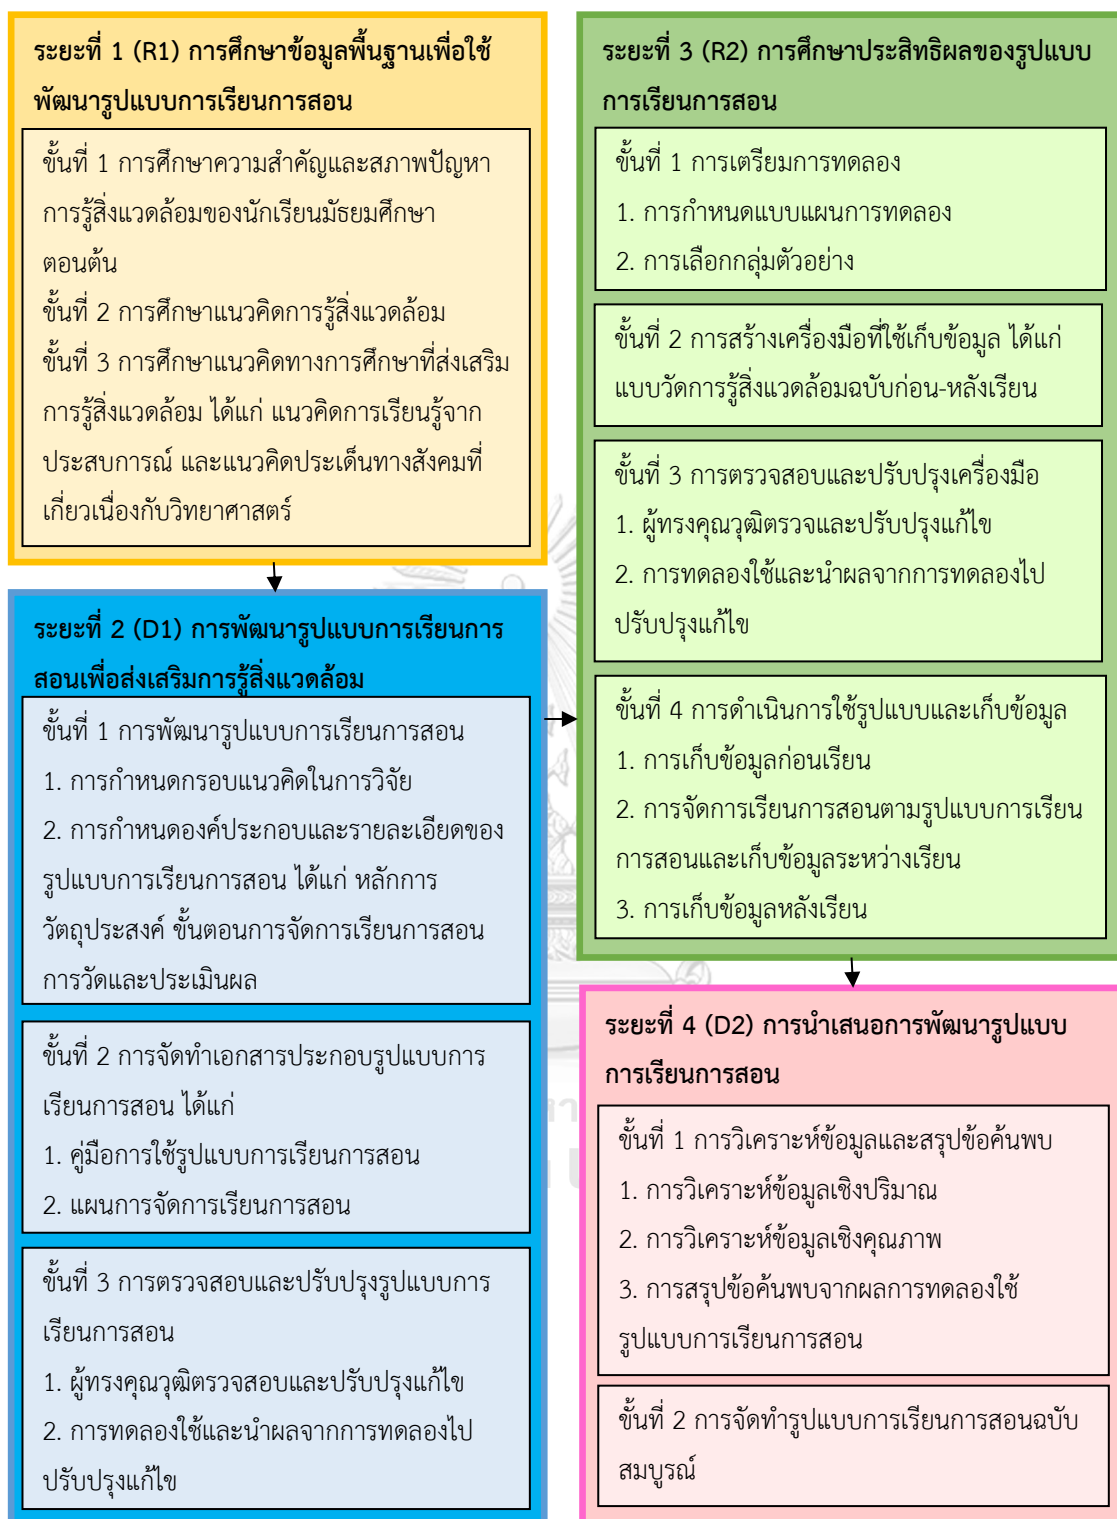 ระยะที่ 1 (R1) การศึกษาข้อมูลพื้นฐานเพื่อใช้
พัฒนารูปแบบการเรียนการสอน
ขั้นที่ 1 การศึกษาความสำคัญและสภาพปัญหา
การรู้สิ่งแวดล้อมของนักเรียนมัธยมศึกษา
ตอนต้น
ขั้นที่ 2 การศึกษาแนวคิดการรู้สิ่งแวดล้อม
ขั้นที่ 3 การศึกษาแนวคิดทางการศึกษาที่ส่งเสริม
การรู้สิ่งแวดล้อม ได้แก่ แนวคิดการเรียนรู้จาก
ประสบการณ์ และแนวคิดประเด็นทางสังคมที่
เกี่ยวเนื่องกับวิทยาศาสตร์
ระยะที่ 2 (D1) การพัฒนารูปแบบการเรียนการ
สอนเพื่อส่งเสริมการรู้สิ่งแวดล้อม
ขั้นที่ 1 การพัฒนารูปแบบการเรียนการสอน
1. การกำหนดกรอบแนวคิดในการวิจัย
2. การกำหนดองค์ประกอบและรายละเอียดของ
รูปแบบการเรียนการสอน ได้แก่ หลักการ
วัตถุประสงค์ ขั้นตอนการจัดการเรียนการสอน
การวัดและประเมินผล
ขั้นที่ 2 การจัดทำเอกสารประกอบรูปแบบการ
เรียนการสอน ได้แก่
1. คู่มือการใช้รูปแบบการเรียนการสอน
2. แผนการจัดการเรียนการสอน
ขั้นที่ 3 การตรวจสอบและปรับปรุงรูปแบบการ
เรียนการสอน
1. ผู้ทรงคุณวุฒิตรวจสอบและปรับปรุงแก้ไข
2. การทดลองใช้และนำผลจากการทดลองไป
ปรับปรุงแก้ไข
ระยะที่ 3 (R2) การศึกษาประสิทธิผลของรูปแบบ
การเรียนการสอน
ขั้นที่ 1 การเตรียมการทดลอง
1. การกำหนดแบบแผนการทดลอง
2. การเลือกกลุ่มตัวอย่าง
ขั้นที่ 2 การสร้างเครื่องมือที่ใช้เก็บข้อมูล ได้แก่
แบบวัดการรู้สิ่งแวดล้อมฉบับก่อน-หลังเรียน
ขั้นที่ 3 การตรวจสอบและปรับปรุงเครื่องมือ
1. ผู้ทรงคุณวุฒิตรวจและปรับปรุงแก้ไข
2. การทดลองใช้และนำผลจากการทดลองไป
ปรับปรุงแก้ไข
ขั้นที่ 4 การดำเนินการใช้รูปแบบและเก็บข้อมูล
1. การเก็บข้อมูลก่อนเรียน
2. การจัดการเรียนการสอนตามรูปแบบการเรียน
การสอนและเก็บข้อมูลระหว่างเรียน
3. การเก็บข้อมูลหลังเรียน
ระยะที่ 4 (D2) การนำเสนอการพัฒนารูปแบบ
การเรียนการสอน
ขั้นที่ 1 การวิเคราะห์ข้อมูลและสรุปข้อค้นพบ
1. การวิเคราะห์ข้อมูลเชิงปริมาณ
2. การวิเคราะห์ข้อมูลเชิงคุณภาพ
3. การสรุปข้อค้นพบจากผลการทดลองใช้
รูปแบบการเรียนการสอน
ขั้นที่ 2 การจัดทำรูปแบบการเรียนการสอนฉบับ
สมบูรณ์